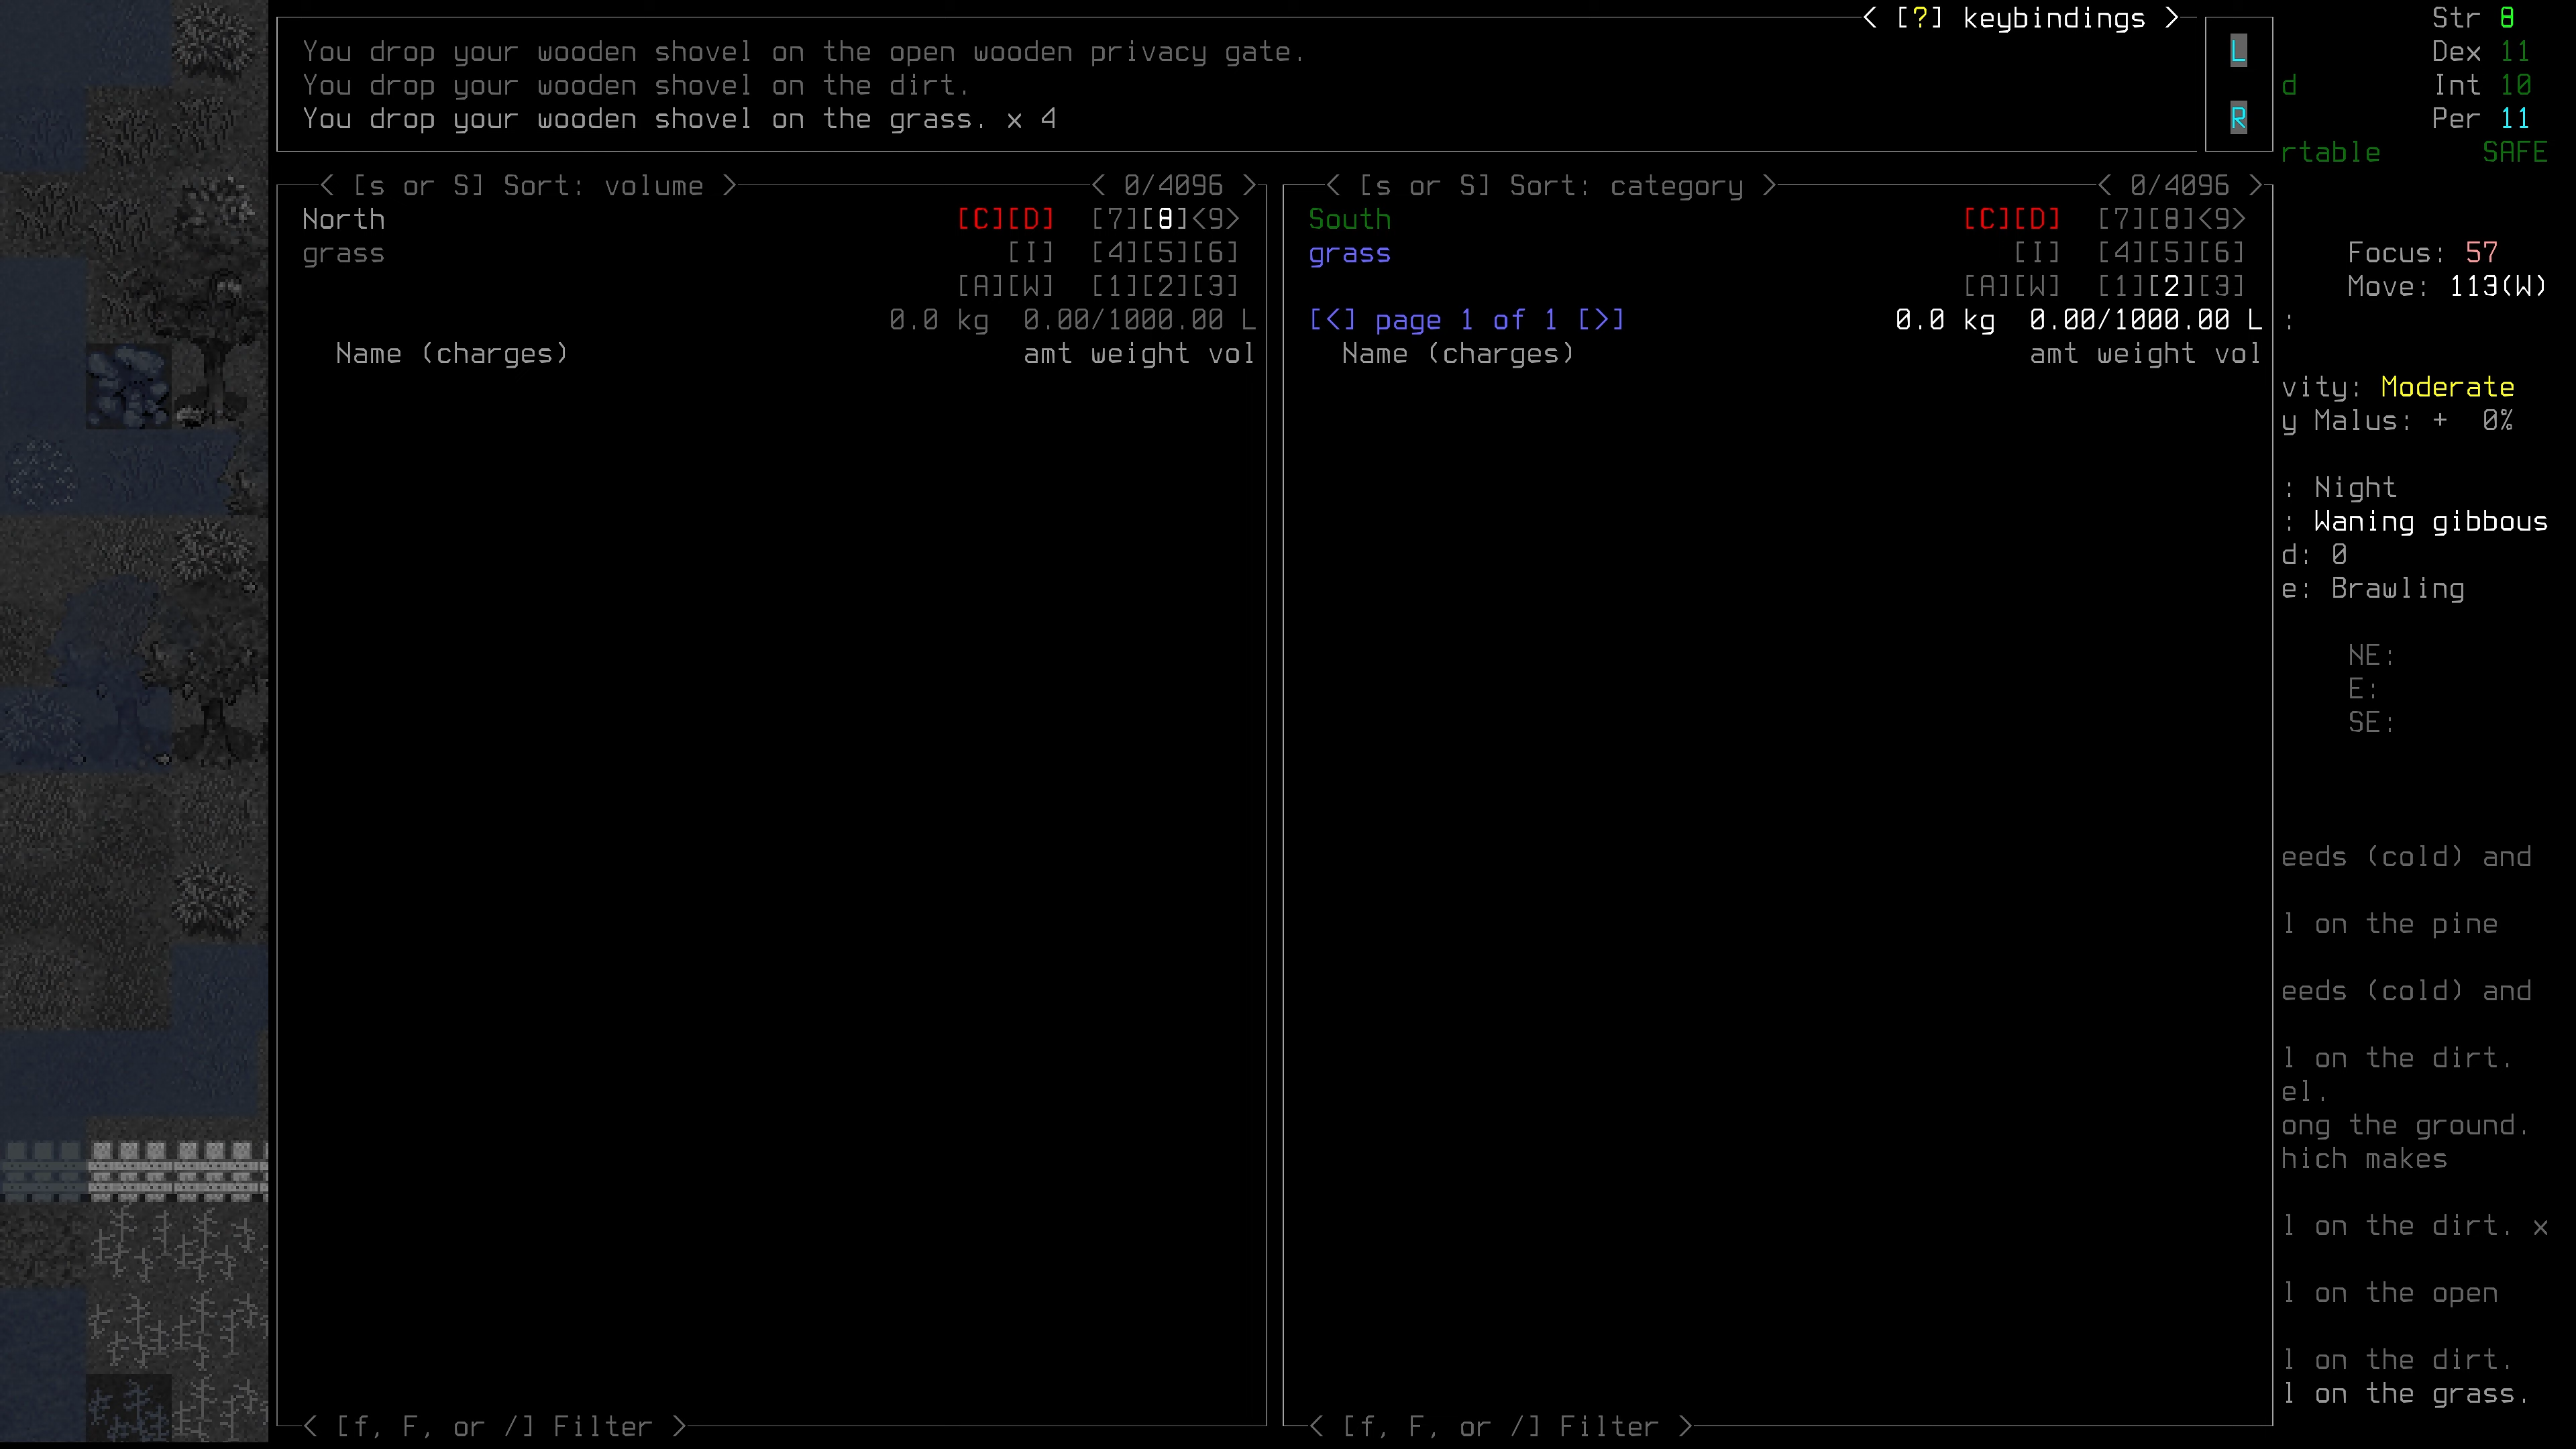 < [?] keybindings >
You drop your wooden shovel on the open wooden privacy gate.
You drop your wooden shovel on the dirt.
You drop your wooden shovel on the grass. x 4
L
R
< [s or S] Sort: volume >
< 0/4096 >
North
[C][D] [7][8]<9>
grass
[I] [4][5][6]
[A][W] [1][2][3]
0.0 kg 0.00/1000.00 L
Name (charges)
amt weight vol
< [f, F, or /] Filter >
< [s or S] Sort: category >
< 0/4096 >
South
[C][D] [7][8]<9>
grass
[I] [4][5][6]
[A][W] [1][2][3]
[<] page 1 of 1 [>]
0.0 kg 0.00/1000.00 L
Name (charges)
amt weight vol
< [f, F, or /] Filter >
Str 8
Dex 11
d Int 10
Per 11
rtable SAFE
Focus: 57
Move: 113(W)
:
vity: Moderate
y Malus: + 0%
: Night
: Waning gibbous
d: 0
e: Brawling
NE:
E:
SE:
eeds (cold) and
l on the pine
eeds (cold) and
l on the dirt.
el.
ong the ground.
hich makes
l on the dirt. x
l on the open
l on the dirt.
l on the grass.